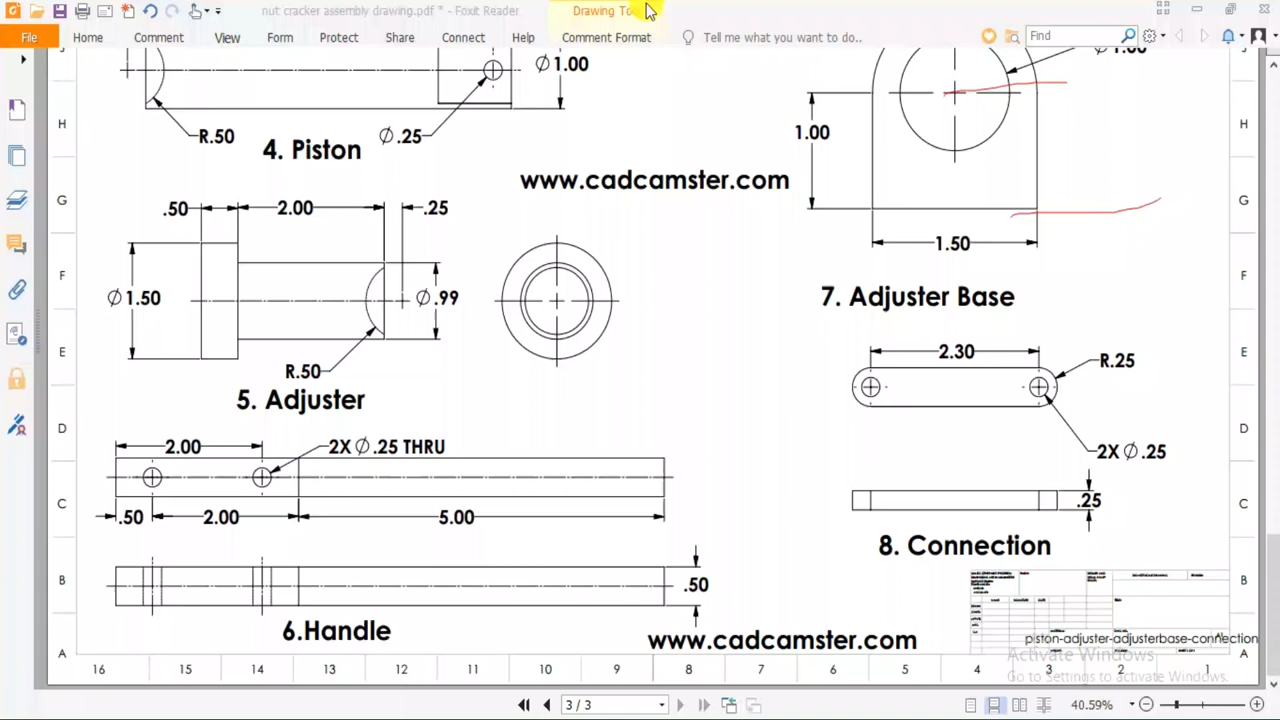 nut cracker assembly drawing.pdf * - Foxit Reader
Drawing To
File Home Comment View Form Protect Share Connect Help Comment Format Tell me what you want to do.. Find
Ø1.00
R.50
Ø.25
4. Piston
www.cadcamster.com
.50 2.00 .25
Ø1.50
Ø.99
R.50
5. Adjuster
2.00 2X Ø.25 THRU
.50 2.00 5.00
.50
6.Handle
1.00
1.50
7. Adjuster Base
2.30
R.25
2X Ø.25
.25
8. Connection
www.cadcamster.com
piston-adjuster-adjusterbase-connection
Activate Windows
Go to Settings to activate Windows.
H G F E D C B A
H G F E D C B A
16 15 14 13 12 11 10 9 8 7 6 5 4 3 2 1
3 / 3
40.59%